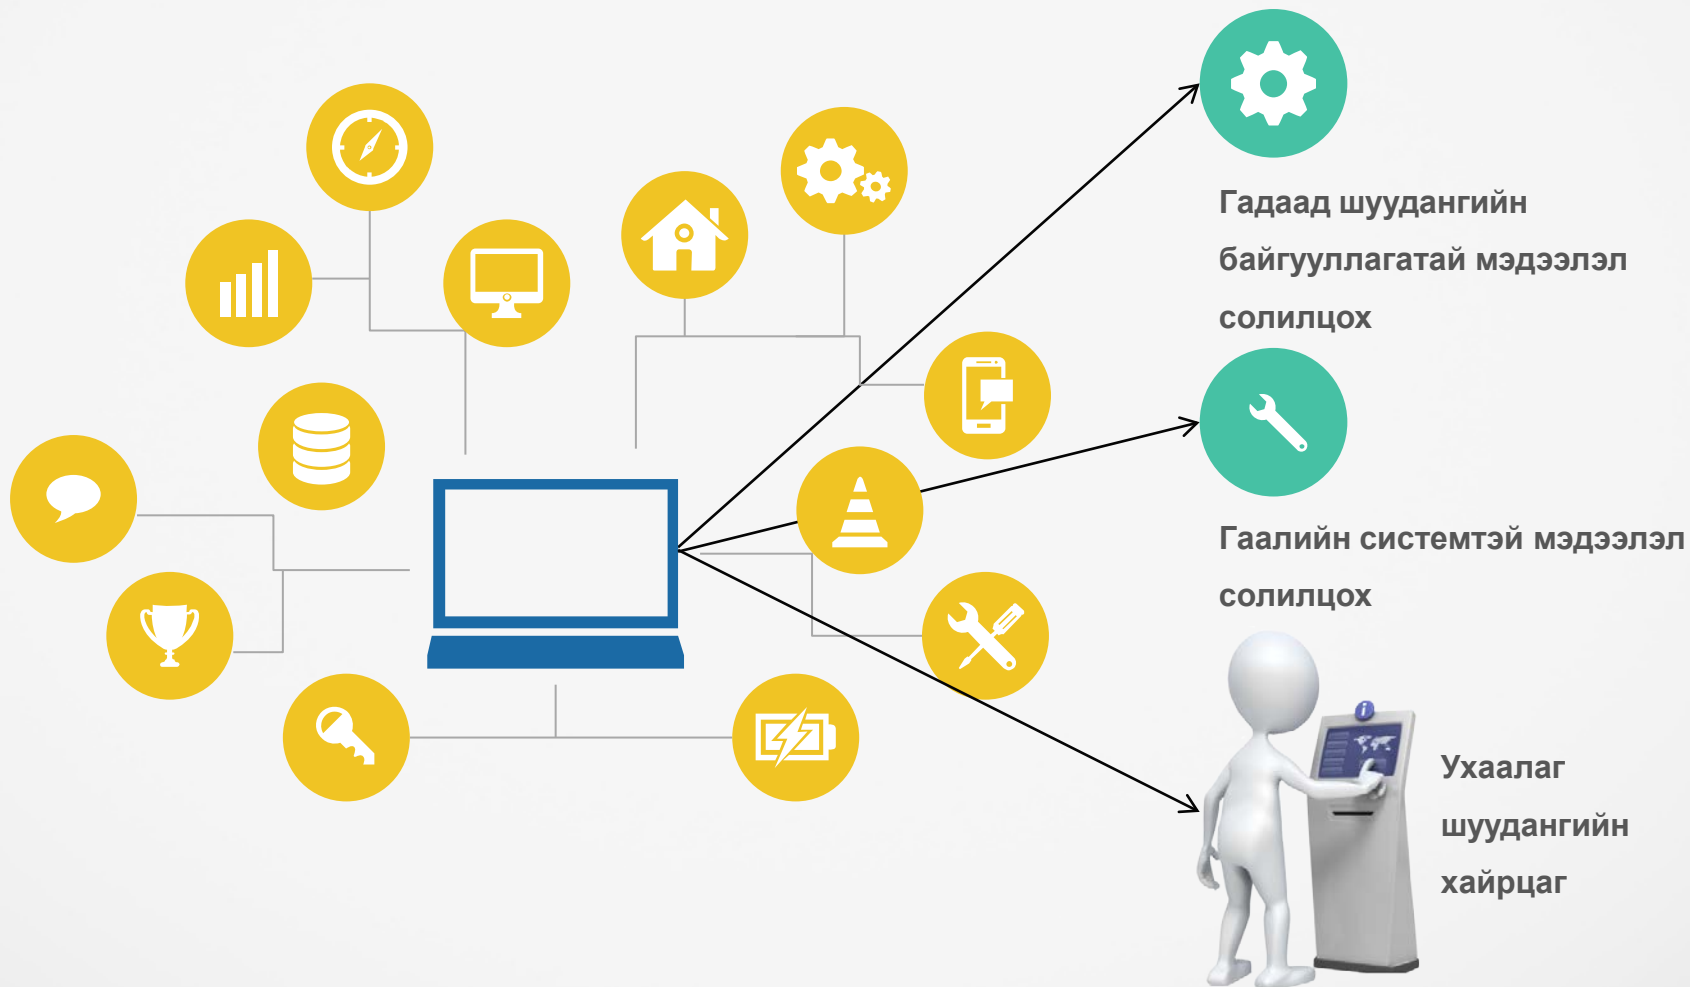 Гадаад шуудангийн
байгууллагатай мэдээлэл
солилцох
Гаалийн системтэй мэдээлэл
солилцох
i
Ухаалаг
шуудангийн
хайрцаг